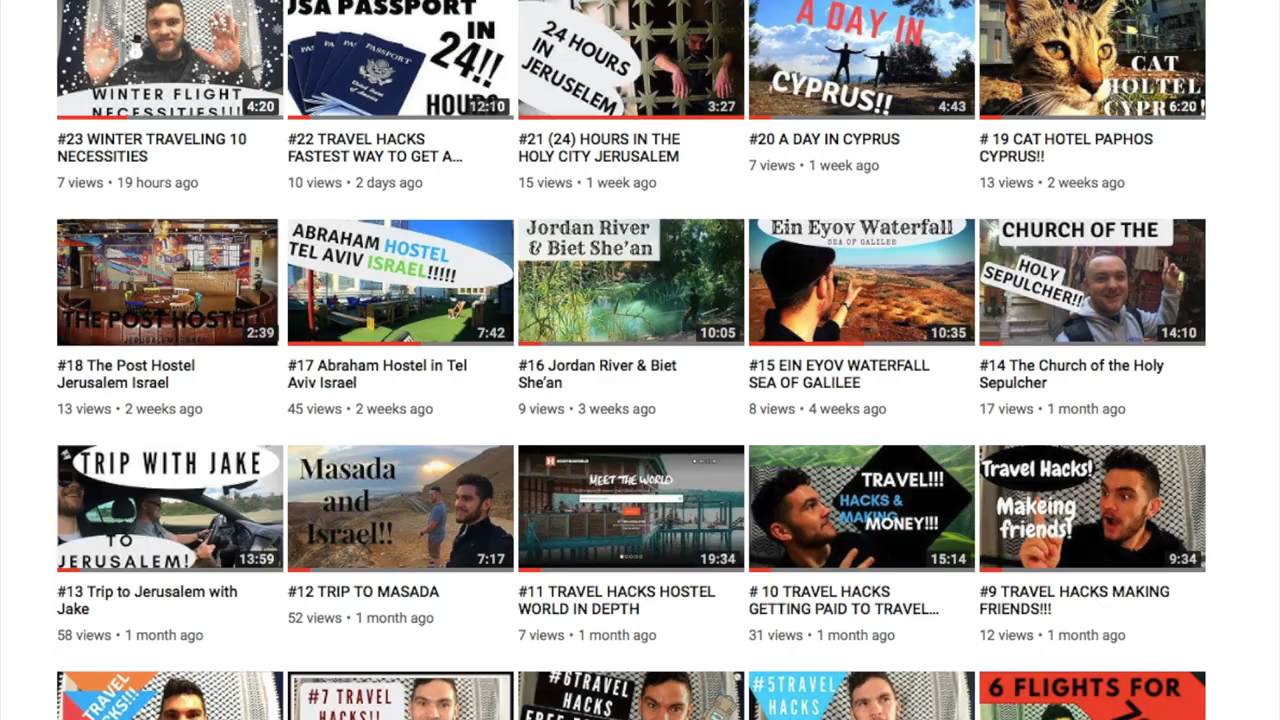 USA PASSPORT
IN
24!!
HOURS
PASSPORT
United States
of America
WINTER FLIGHT
NECESSITIES!!!
4:20
12:10
24 HOURS
IN
JERUSELEM
3:27
A DAY IN
CYPRUS!!
4:43
CAT
HOLTEL
6:20
#23 WINTER TRAVELING 10
NECESSITIES
7 views • 19 hours ago
#22 TRAVEL HACKS
FASTEST WAY TO GET A...
10 views • 2 days ago
#21 (24) HOURS IN THE
HOLY CITY JERUSALEM
15 views • 1 week ago
#20 A DAY IN CYPRUS
7 views • 1 week ago
# 19 CAT HOTEL PAPHOS
CYPRUS!!
13 views • 2 weeks ago
THE POST HOSTEL
2:39
ABRAHAM HOSTEL
TEL AVIV ISRAEL!!!!!
7:42
Jordan River
& Biet She'an
10:05
Ein Eyov Waterfall
SEA OF GALILEE
10:35
CHURCH OF THE
HOLY
SEPULCHER!!
14:10
#18 The Post Hostel
Jerusalem Israel
13 views • 2 weeks ago
#17 Abraham Hostel in Tel
Aviv Israel
45 views • 2 weeks ago
#16 Jordan River & Biet
She'an
9 views • 3 weeks ago
#15 EIN EYOV WATERFALL
SEA OF GALILEE
8 views • 4 weeks ago
#14 The Church of the Holy
Sepulcher
17 views • 1 month ago
TRIP WITH JAKE
TO
JERUSALEM!
13:59
Masada
and
Israel!!
7:17
MEET THE WORLD
19:34
TRAVEL!!!
HACKS &
MAKING
MONEY!!!
15:14
Travel Hacks!
Makeing
friends!
9:34
#13 Trip to Jerusalem with
Jake
58 views • 1 month ago
#12 TRIP TO MASADA
52 views • 1 month ago
#11 TRAVEL HACKS HOSTEL
WORLD IN DEPTH
7 views • 1 month ago
# 10 TRAVEL HACKS
GETTING PAID TO TRAVEL...
31 views • 1 month ago
#9 TRAVEL HACKS MAKING
FRIENDS!!!
12 views • 1 month ago
TRAVEL
#7 TRAVEL
HACKS!!
#6TRAVEL
HACKS
#5TRAVEL
HACKS
6 FLIGHTS FOR